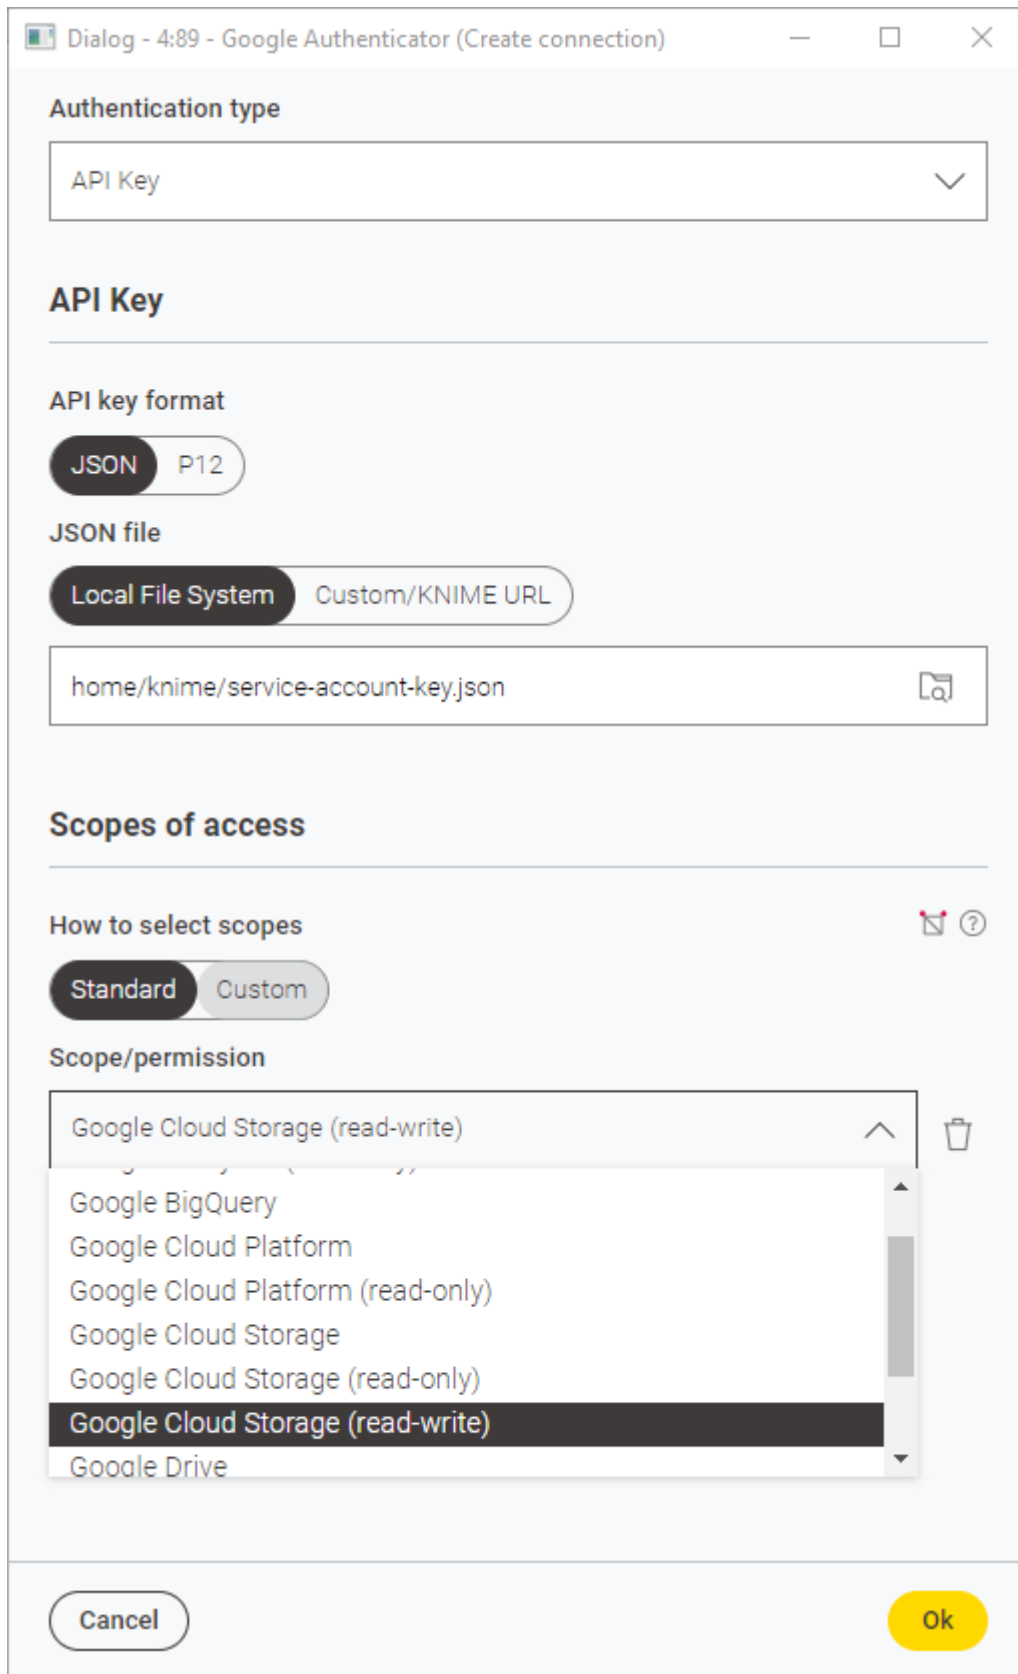 Dialog - 4:89 - Google Authenticator (Create connection)
Authentication type
API Key
API Key
API key format
JSON P12
JSON file
Local File System Custom/KNIME URL
home/knime/service-account-key.json
Scopes of access
How to select scopes ?
Standard Custom
Scope/permission
Google Cloud Storage (read-write)
Google BigQuery
Google Cloud Platform
Google Cloud Platform (read-only)
Google Cloud Storage
Google Cloud Storage (read-only)
Google Cloud Storage (read-write)
Google Drive
Cancel Ok